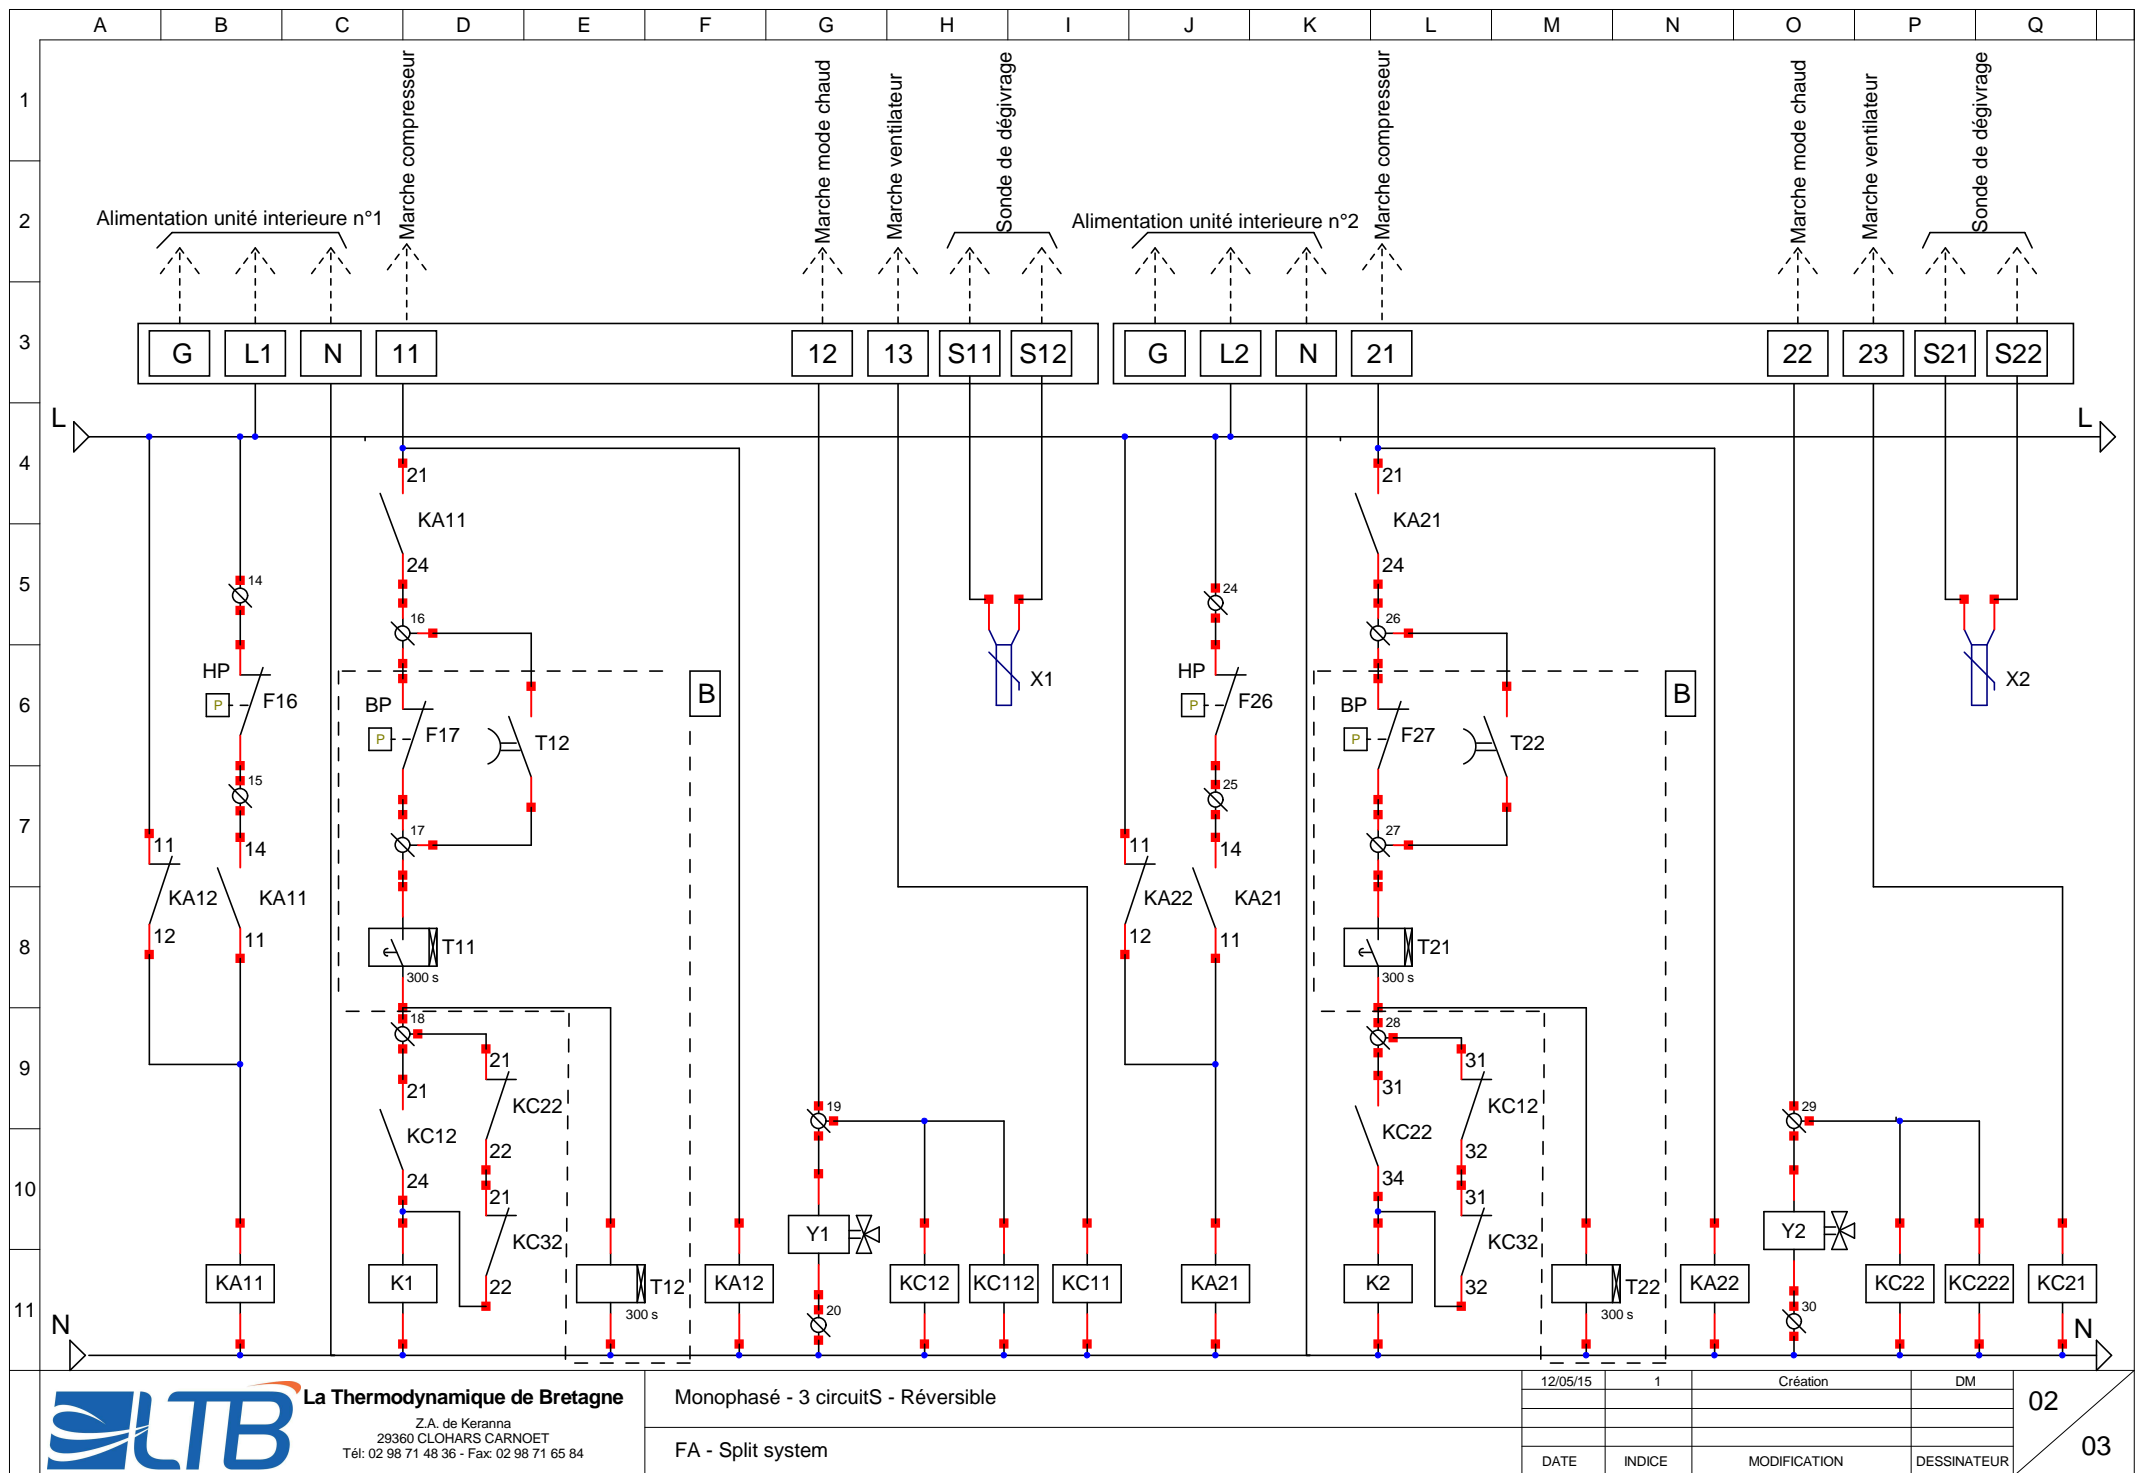 A B C D E F G H I J K L M N O P Q
1
2
3
4
5
6
7
8
9
10
11
Alimentation unité interieure n°1
Marche compresseur
Marche mode chaud
Marche ventilateur
Sonde de dégivrage
Alimentation unité interieure n°2
Marche compresseur
Marche mode chaud
Marche ventilateur
Sonde de dégivrage
G L1 N 11 12 13 S11 S12 G L2 N 21 22 23 S21 S22
L L
21 21
KA11 KA21
24 24
14 24
16 26
HP HP
P F16 P F26
X1 X2
B B
BP BP
P F17 T12 P F27 T22
15 25
17 27
11 14 11 14
KA12 KA11 KA22 KA21
12 11 12 11
T11 T21
300 s 300 s
18 28
21 21 31 31
KC22 KC12
KC12 KC22
19 29
24 22 34 32
21 31
KC32 KC32
22 32
Y1 Y2
KA11 K1 T12 KA12 KC12 KC112 KC11 KA21 K2 T22 KA22 KC22 KC222 KC21
300 s 300 s
20 30
N N
LTB
La Thermodynamique de Bretagne
Z.A. de Keranna
29360 CLOHARS CARNOET
Tél: 02 98 71 48 36 - Fax: 02 98 71 65 84
Monophasé - 3 circuitS - Réversible
FA - Split system
12/05/15 1 Création DM
DATE INDICE MODIFICATION DESSINATEUR
02
03